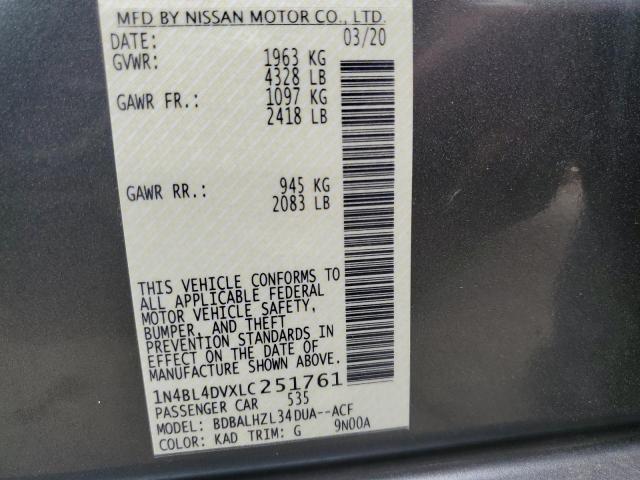 MFD BY NISSAN MOTOR CO., LTD.
DATE: 03/20
GVWR: 1963 KG
4328 LB
GAWR FR.: 1097 KG
2418 LB
GAWR RR.: 945 KG
2083 LB
THIS VEHICLE CONFORMS TO
ALL APPLICABLE FEDERAL
MOTOR VEHICLE SAFETY,
BUMPER, AND THEFT
PREVENTION STANDARDS IN
EFFECT ON THE DATE OF
MANUFACTURE SHOWN ABOVE.
1N4BL4DVXLC251761
PASSENGER CAR 535
MODEL: BDBALHZL34DUA--ACF
COLOR: KAD TRIM: G 9N00A